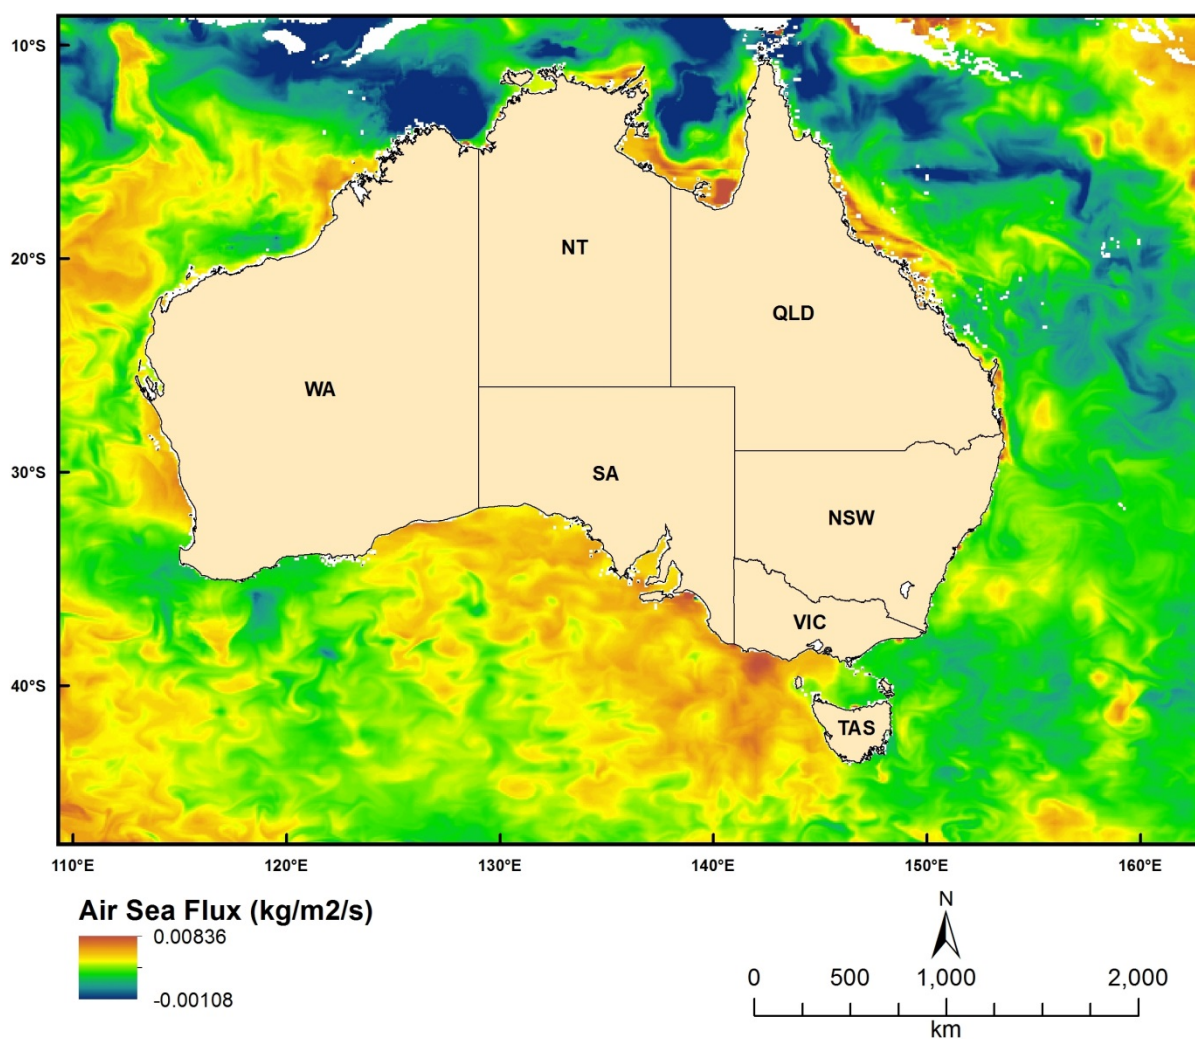 10°S
20°S
30°S
40°S
NT
QLD
WA
SA
NSW
VIC
TAS
110°E 120°E 130°E 140°E 150°E 160°E
Air Sea Flux (kg/m2/s)
0.00836
-0.00108
N
0 500 1,000 2,000
km